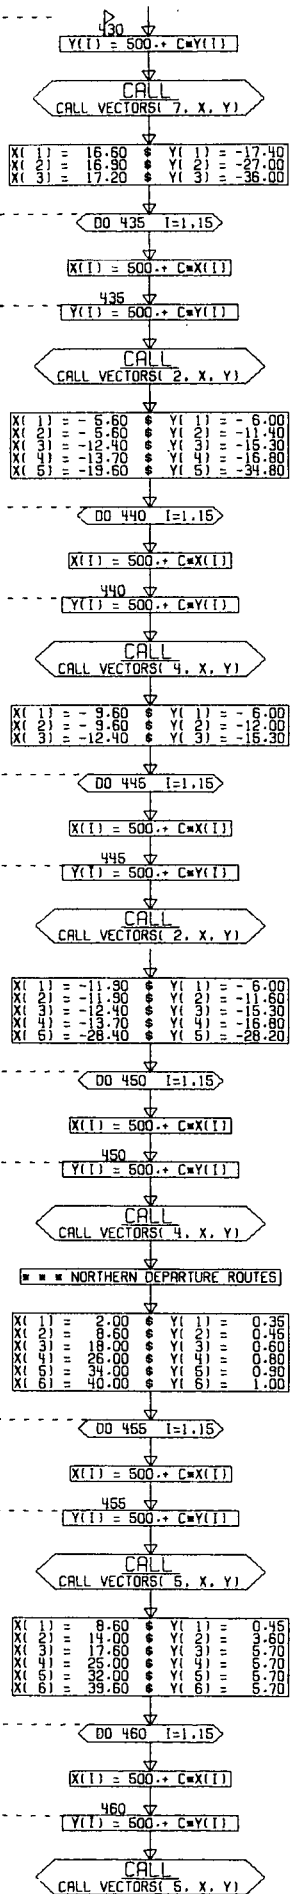 430
Y(I) = 500.+ C*Y(I)
CALL
CALL VECTORS( 7, X, Y)
X( 1) = 16.60 $ Y( 1) = -17.40
X( 2) = 16.90 $ Y( 2) = -27.00
X( 3) = 17.20 $ Y( 3) = -36.00
DO 435 I=1,15
X(I) = 500.+ C*X(I)
435
Y(I) = 500.+ C*Y(I)
CALL
CALL VECTORS( 2, X, Y)
X( 1) = - 5.60 $ Y( 1) = - 6.00
X( 2) = - 5.60 $ Y( 2) = -11.40
X( 3) = -12.40 $ Y( 3) = -15.30
X( 4) = -13.70 $ Y( 4) = -16.80
X( 5) = -19.60 $ Y( 5) = -34.80
DO 440 I=1,15
X(I) = 500.+ C*X(I)
440
Y(I) = 500.+ C*Y(I)
CALL
CALL VECTORS( 4, X, Y)
X( 1) = - 9.60 $ Y( 1) = - 6.00
X( 2) = - 9.60 $ Y( 2) = -12.00
X( 3) = -12.40 $ Y( 3) = -15.30
DO 445 I=1,15
X(I) = 500.+ C*X(I)
445
Y(I) = 500.+ C*Y(I)
CALL
CALL VECTORS( 2, X, Y)
X( 1) = -11.90 $ Y( 1) = - 6.00
X( 2) = -11.90 $ Y( 2) = -11.60
X( 3) = -12.40 $ Y( 3) = -15.30
X( 4) = -13.70 $ Y( 4) = -16.80
X( 5) = -28.40 $ Y( 5) = -28.20
DO 450 I=1,15
X(I) = 500.+ C*X(I)
450
Y(I) = 500.+ C*Y(I)
CALL
CALL VECTORS( 4, X, Y)
* * * NORTHERN DEPARTURE ROUTES
X( 1) = 2.00 $ Y( 1) = 0.35
X( 2) = 8.60 $ Y( 2) = 0.45
X( 3) = 18.00 $ Y( 3) = 0.60
X( 4) = 26.00 $ Y( 4) = 0.80
X( 5) = 34.00 $ Y( 5) = 0.90
X( 6) = 40.00 $ Y( 6) = 1.00
DO 455 I=1,15
X(I) = 500.+ C*X(I)
455
Y(I) = 500.+ C*Y(I)
CALL
CALL VECTORS( 5, X, Y)
X( 1) = 8.60 $ Y( 1) = 0.45
X( 2) = 14.00 $ Y( 2) = 3.60
X( 3) = 17.60 $ Y( 3) = 5.70
X( 4) = 25.00 $ Y( 4) = 5.70
X( 5) = 32.00 $ Y( 5) = 5.70
X( 6) = 39.60 $ Y( 6) = 5.70
DO 460 I=1,15
X(I) = 500.+ C*X(I)
460
Y(I) = 500.+ C*Y(I)
CALL
CALL VECTORS( 5, X, Y)